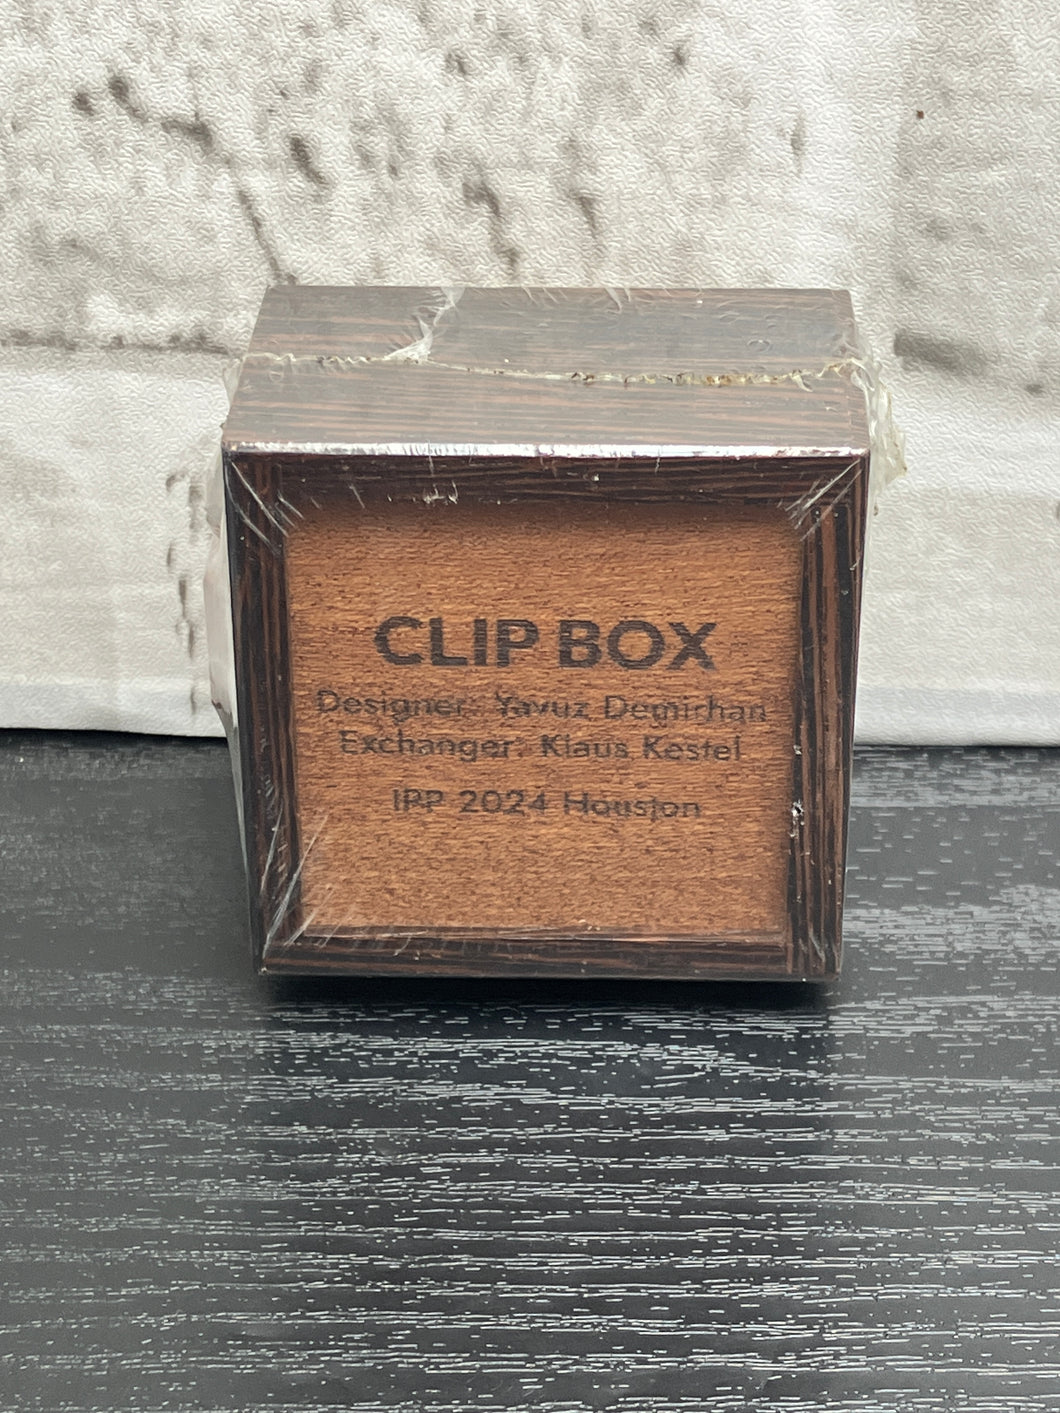 CLIP BOX
Designer: Yavuz Demirhan
Exchanger: Klaus Kestel
IPP 2024 Houston